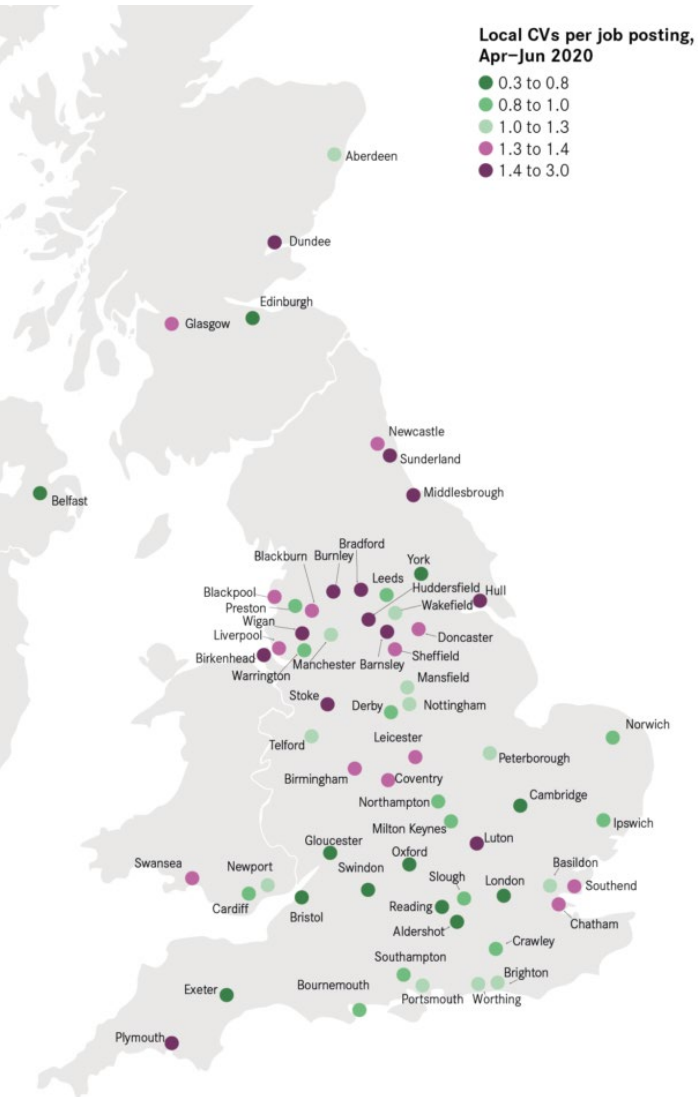 Local CVs per job posting,
Apr–Jun 2020
0.3 to 0.8
0.8 to 1.0
1.0 to 1.3
1.3 to 1.4
1.4 to 3.0
Aberdeen
Dundee
Edinburgh
Glasgow
Newcastle
Sunderland
Middlesbrough
Belfast
Bradford
Blackburn
Burnley
York
Leeds
Huddersfield
Hull
Blackpool
Wakefield
Preston
Wigan
Liverpool
Doncaster
Birkenhead
Manchester
Barnsley
Sheffield
Warrington
Mansfield
Stoke
Derby
Nottingham
Norwich
Telford
Leicester
Peterborough
Birmingham
Coventry
Northampton
Cambridge
Milton Keynes
Ipswich
Luton
Gloucester
Oxford
Swansea
Newport
Swindon
Basildon
Slough
London
Southend
Cardiff
Bristol
Reading
Chatham
Aldershot
Crawley
Southampton
Brighton
Exeter
Bournemouth
Portsmouth
Worthing
Plymouth